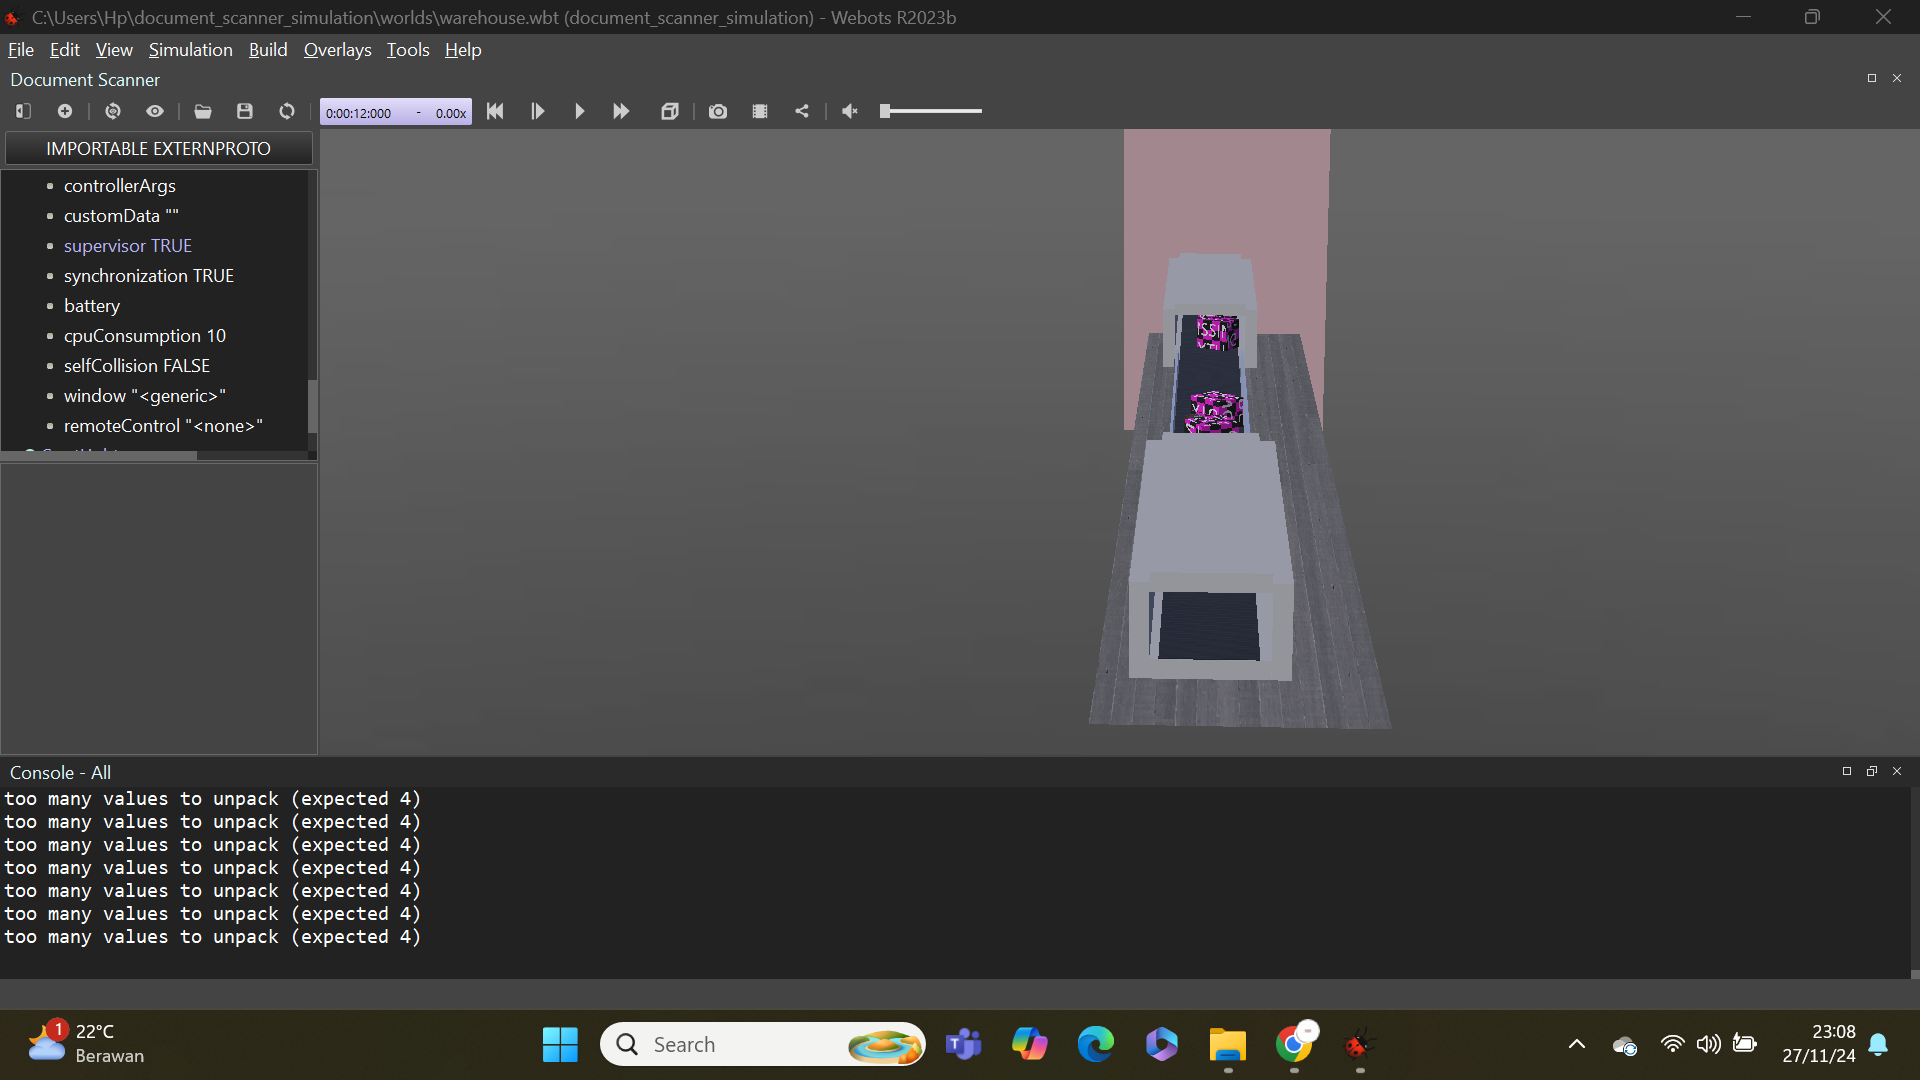 C:\Users\Hp\document_scanner_simulation\worlds\warehouse.wbt (document_scanner_simulation) - Webots R2023b
File Edit View Simulation Build Overlays Tools Help
Document Scanner
0:00:12:000 - 0.00x
IMPORTABLE EXTERNPROTO
controllerArgs
customData ""
supervisor TRUE
synchronization TRUE
battery
cpuConsumption 10
selfCollision FALSE
window "<generic>"
remoteControl "<none>"
Console - All
too many values to unpack (expected 4)
too many values to unpack (expected 4)
too many values to unpack (expected 4)
too many values to unpack (expected 4)
too many values to unpack (expected 4)
too many values to unpack (expected 4)
too many values to unpack (expected 4)
1
22°C
Berawan
Search
23:08
27/11/24